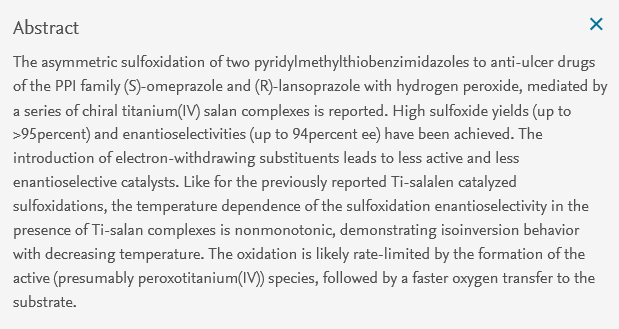 Abstract
The asymmetric sulfoxidation of two pyridylmethylthiobenzimidazoles to anti-ulcer drugs
of the PPI family (S)-omeprazole and (R)-lansoprazole with hydrogen peroxide, mediated by
a series of chiral titanium(IV) salan complexes is reported. High sulfoxide yields (up to
>95percent) and enantioselectivities (up to 94percent ee) have been achieved. The
introduction of electron-withdrawing substituents leads to less active and less
enantioselective catalysts. Like for the previously reported Ti-salalen catalyzed
sulfoxidations, the temperature dependence of the sulfoxidation enantioselectivity in the
presence of Ti-salan complexes is nonmonotonic, demonstrating isoinversion behavior
with decreasing temperature. The oxidation is likely rate-limited by the formation of the
active (presumably peroxotitanium(IV)) species, followed by a faster oxygen transfer to the
substrate.